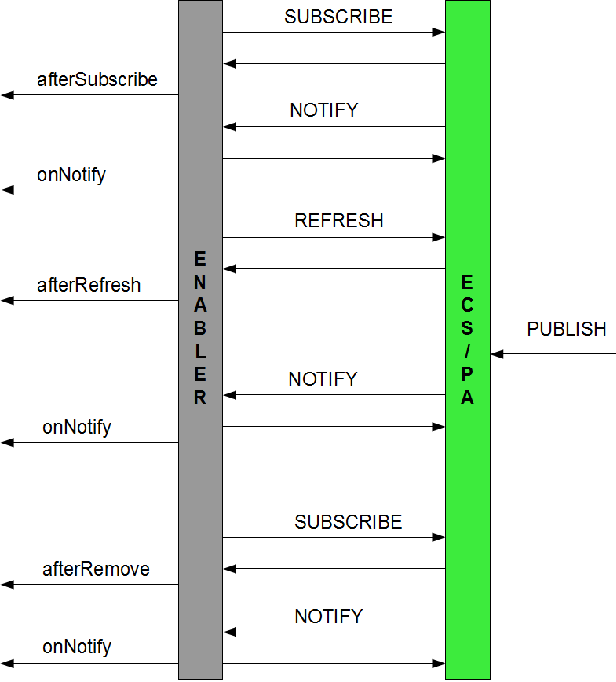 SUBSCRIBE
afterSubscribe
NOTIFY
onNotify
REFRESH
ENABLER
afterRefresh
ECS/PA
PUBLISH
NOTIFY
onNotify
SUBSCRIBE
afterRemove
NOTIFY
onNotify